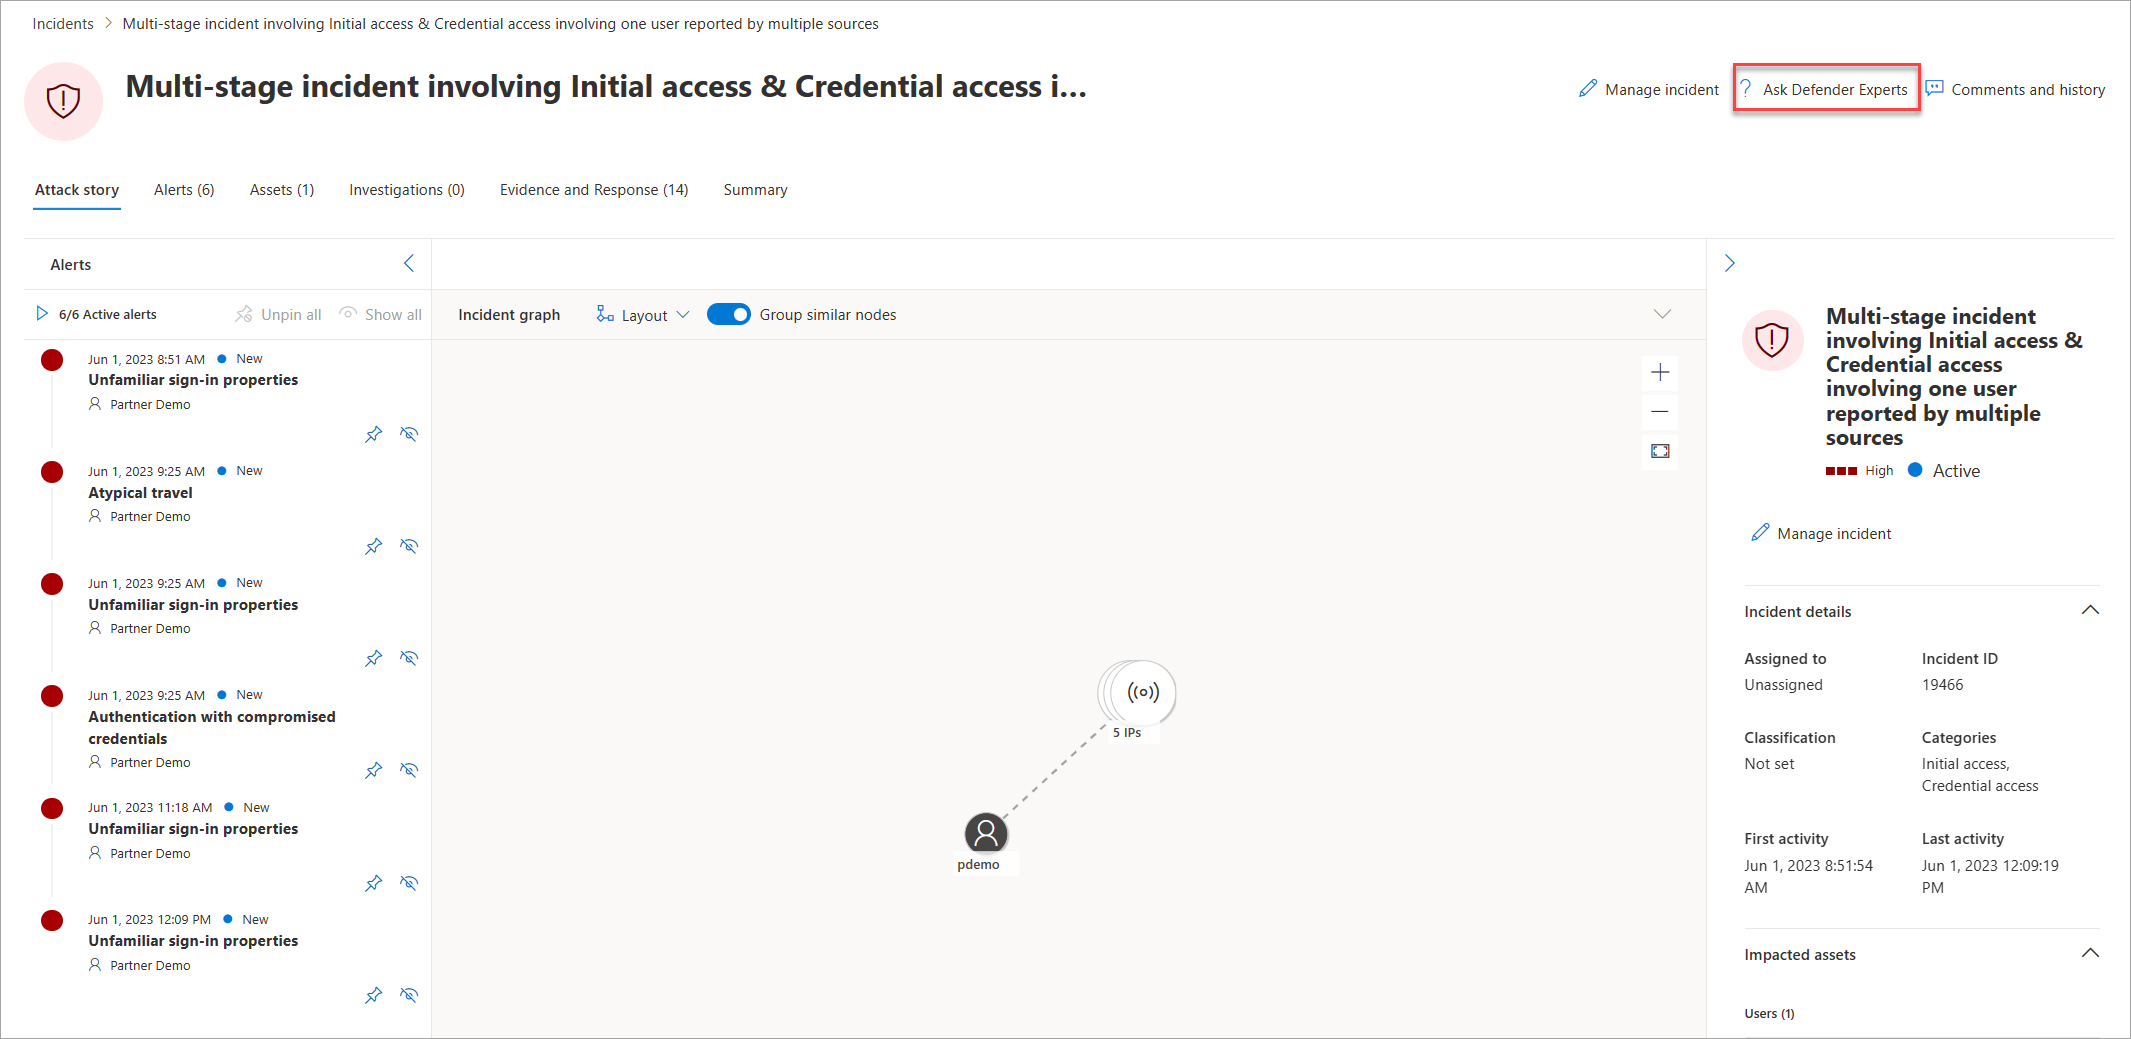 Incidents > Multi-stage incident involving Initial access & Credential access involving one user reported by multiple sources
Multi-stage incident involving Initial access & Credential access i...
Manage incident
? Ask Defender Experts
Comments and history
Attack story
Alerts (6)
Assets (1)
Investigations (0)
Evidence and Response (14)
Summary
Alerts
6/6 Active alerts
Unpin all
Show all
Jun 1, 2023 8:51 AM New
Unfamiliar sign-in properties
Partner Demo
Jun 1, 2023 9:25 AM New
Atypical travel
Partner Demo
Jun 1, 2023 9:25 AM New
Unfamiliar sign-in properties
Partner Demo
Jun 1, 2023 9:25 AM New
Authentication with compromised
credentials
Partner Demo
Jun 1, 2023 11:18 AM New
Unfamiliar sign-in properties
Partner Demo
Jun 1, 2023 12:09 PM New
Unfamiliar sign-in properties
Partner Demo
Incident graph
Layout
Group similar nodes
5 IPs
pdemo
Multi-stage incident
involving Initial access &
Credential access
involving one user
reported by multiple
sources
High Active
Manage incident
Incident details
Assigned to
Unassigned
Incident ID
19466
Classification
Not set
Categories
Initial access,
Credential access
First activity
Jun 1, 2023 8:51:54
AM
Last activity
Jun 1, 2023 12:09:19
PM
Impacted assets
Users (1)